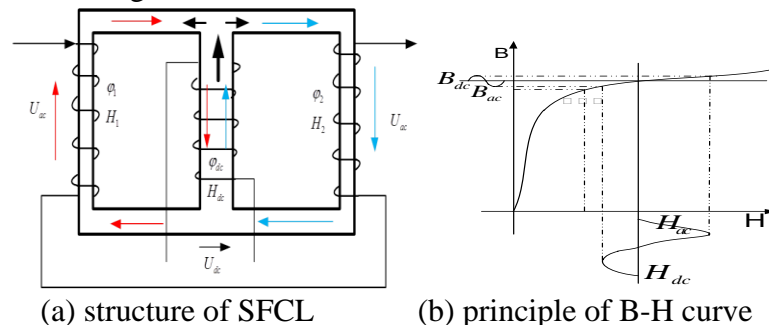 φ1
H1
Uac
φ2
H2
Uac
φdc
Hdc
Udc
B
Bdc
Bac
H
Hac
Hdc
(a) structure of SFCL (b) principle of B-H curve